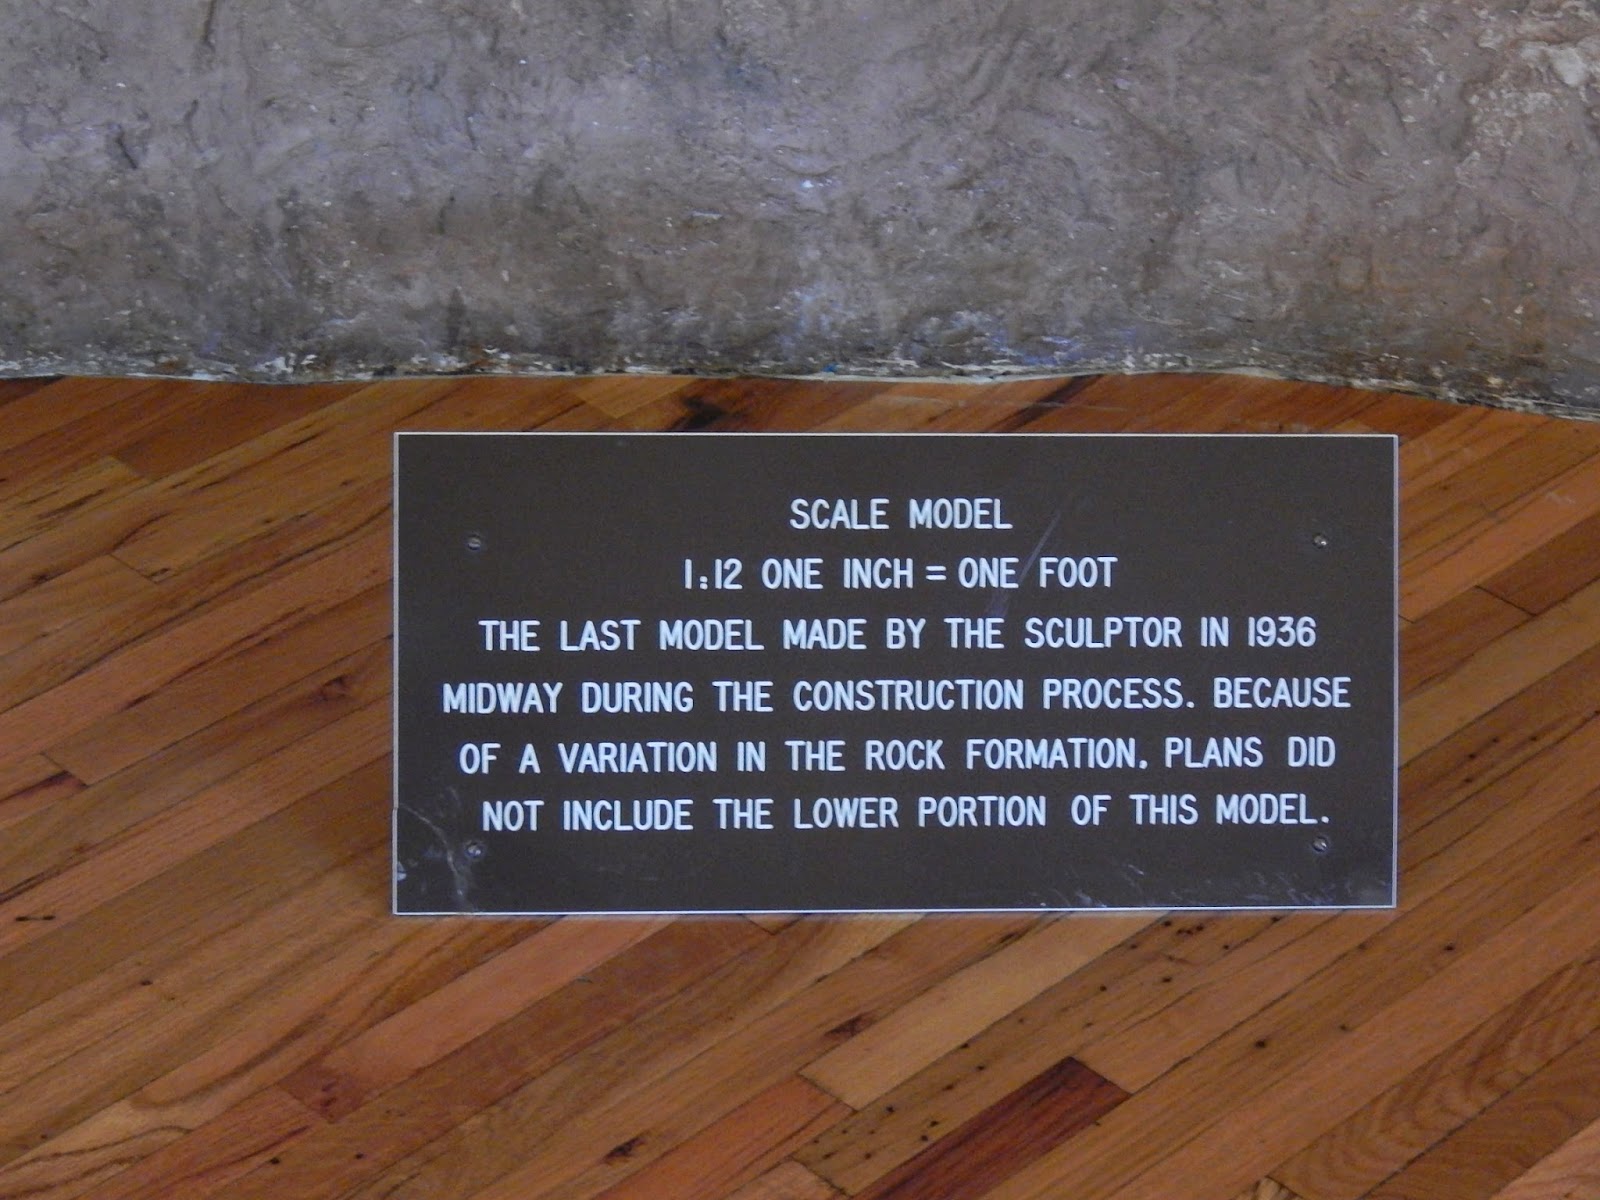 SCALE MODEL
1:12 ONE INCH = ONE FOOT
THE LAST MODEL MADE BY THE SCULPTOR IN 1936
MIDWAY DURING THE CONSTRUCTION PROCESS. BECAUSE
OF A VARIATION IN THE ROCK FORMATION, PLANS DID
NOT INCLUDE THE LOWER PORTION OF THIS MODEL.